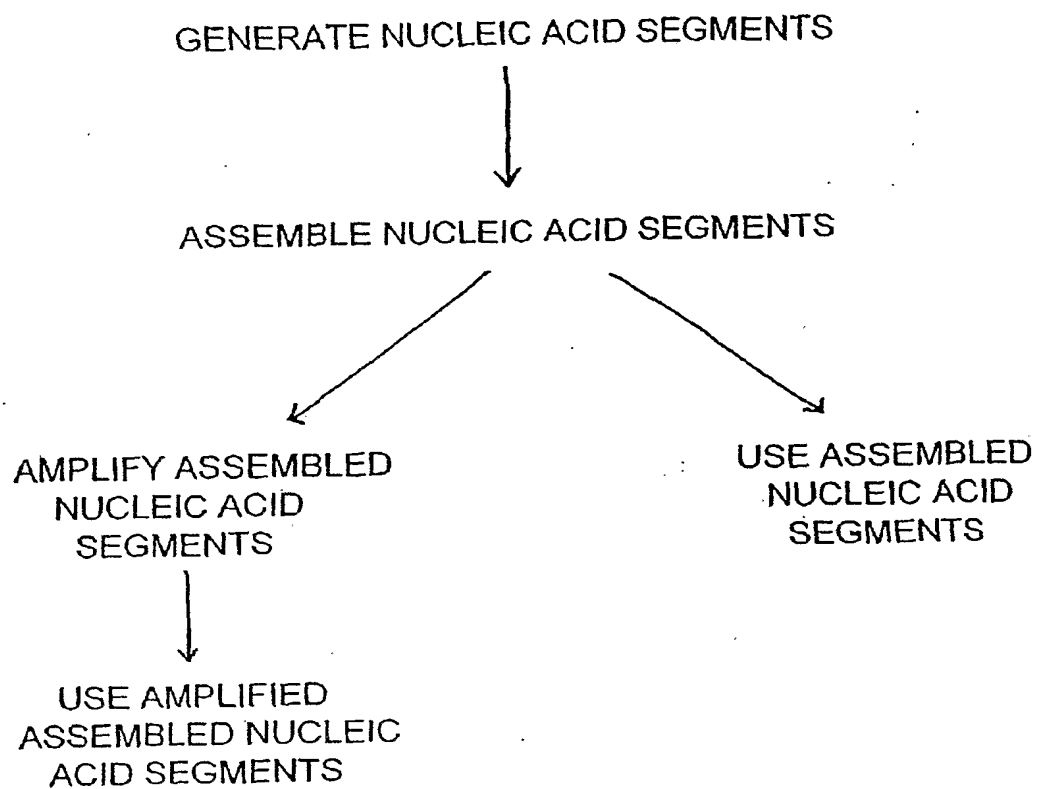 GENERATE NUCLEIC ACID SEGMENTS
ASSEMBLE NUCLEIC ACID SEGMENTS
AMPLIFY ASSEMBLED
NUCLEIC ACID
SEGMENTS
USE ASSEMBLED
NUCLEIC ACID
SEGMENTS
USE AMPLIFIED
ASSEMBLED NUCLEIC
ACID SEGMENTS